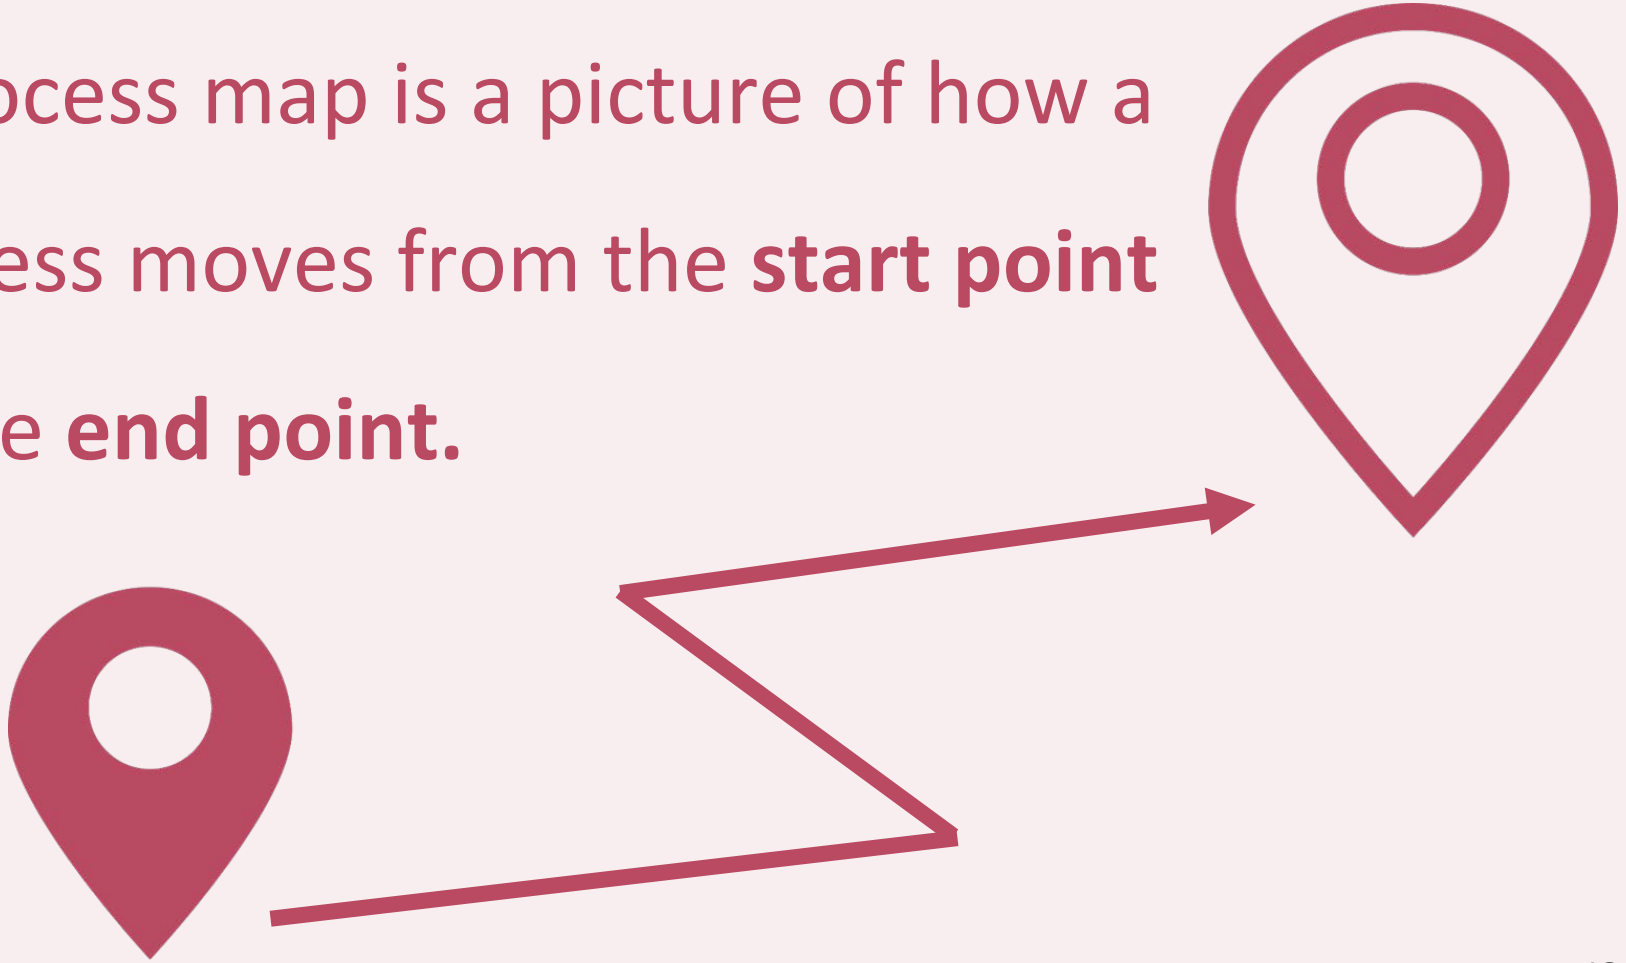 ocess map is a picture of how a
ess moves from the start point
e end point.